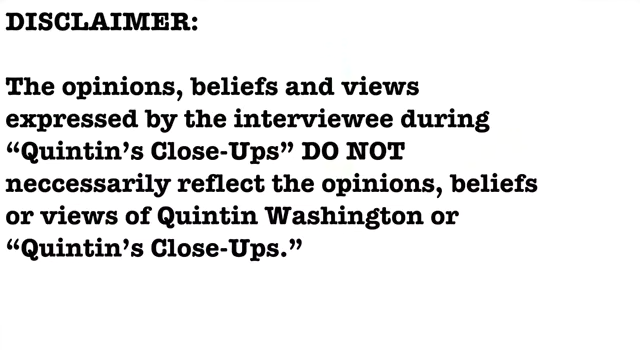 DISCLAIMER:
The opinions, beliefs and views
expressed by the interviewee during
“Quintin’s Close-Ups” DO NOT
neccessarily reflect the opinions, beliefs
or views of Quintin Washington or
“Quintin’s Close-Ups.”